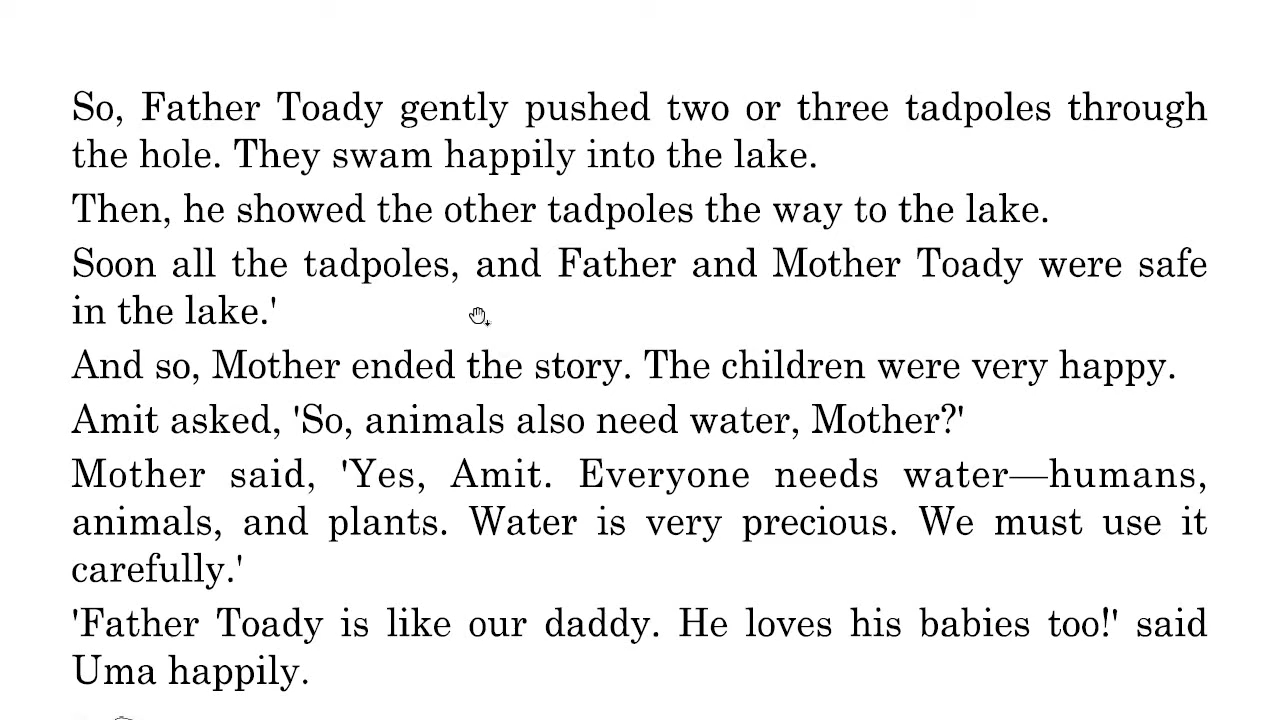 So, Father Toady gently pushed two or three tadpoles through
the hole. They swam happily into the lake.
Then, he showed the other tadpoles the way to the lake.
Soon all the tadpoles, and Father and Mother Toady were safe
in the lake.'
And so, Mother ended the story. The children were very happy.
Amit asked, 'So, animals also need water, Mother?'
Mother said, 'Yes, Amit. Everyone needs water—humans,
animals, and plants. Water is very precious. We must use it
carefully.'
'Father Toady is like our daddy. He loves his babies too!' said
Uma happily.